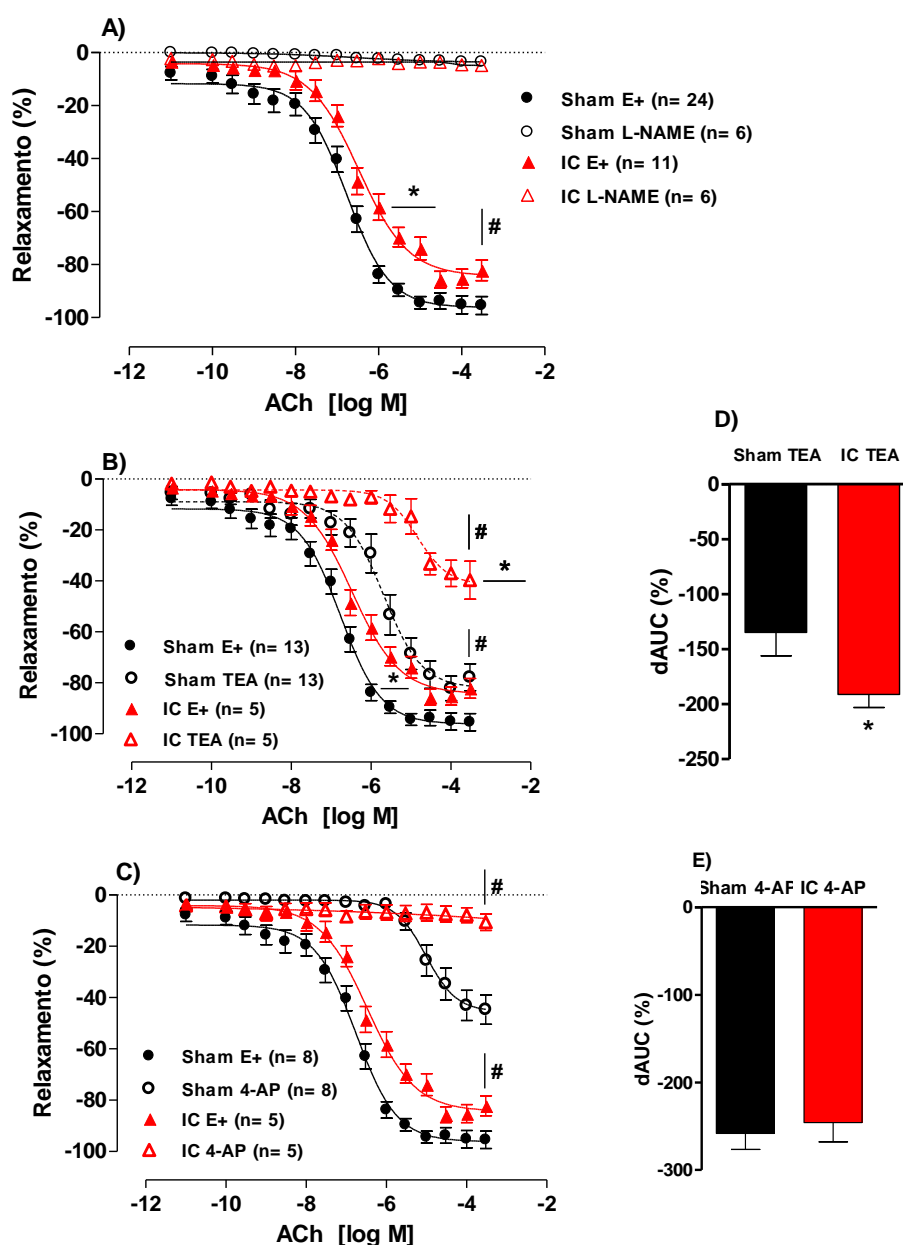 A)
0
-20
-40
-60
-80
-100
Relaxamento (%)
*
#
Sham E+ (n= 24)
Sham L-NAME (n= 6)
IC E+ (n= 11)
IC L-NAME (n= 6)
-12 -10 -8 -6 -4 -2
ACh [log M]
B)
0
-20
-40
-60
-80
-100
Relaxamento (%)
#
*
#
*
Sham E+ (n= 13)
Sham TEA (n= 13)
IC E+ (n= 5)
IC TEA (n= 5)
-12 -10 -8 -6 -4 -2
ACh [log M]
D)
Sham TEA IC TEA
0
-50
-100
-150
-200
-250
dAUC (%)
*
C)
0
-20
-40
-60
-80
-100
Relaxamento (%)
#
#
Sham E+ (n= 8)
Sham 4-AP (n= 8)
IC E+ (n= 5)
IC 4-AP (n= 5)
-12 -10 -8 -6 -4 -2
ACh [log M]
E)
Sham 4-AP IC 4-AP
0
-100
-200
-300
dAUC (%)